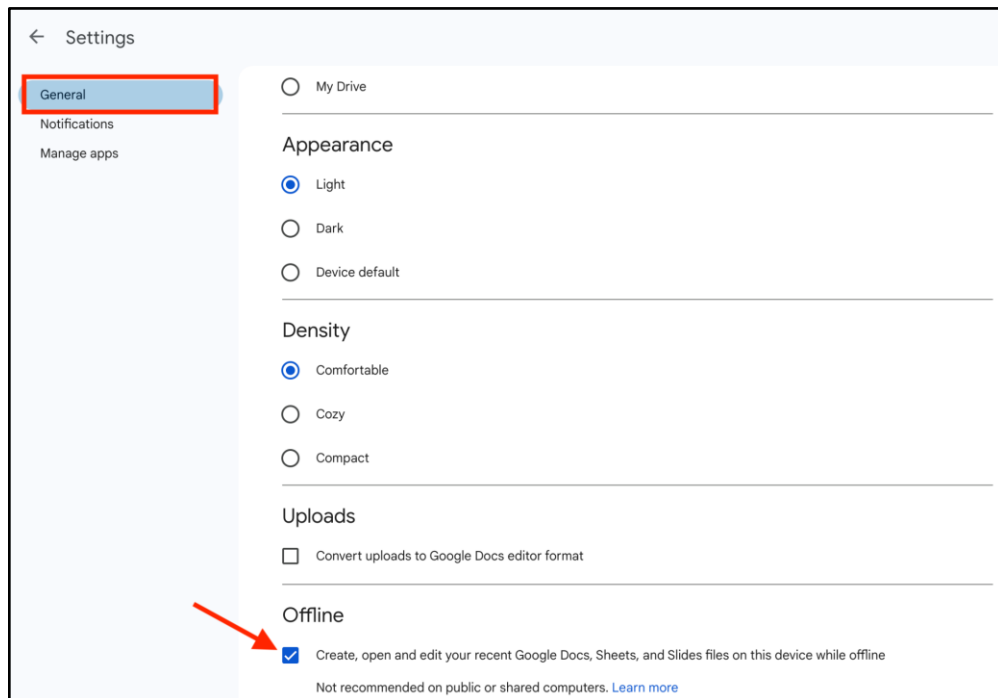 Settings
General
Notifications
Manage apps
My Drive
Appearance
Light
Dark
Device default
Density
Comfortable
Cozy
Compact
Uploads
Convert uploads to Google Docs editor format
Offline
Create, open and edit your recent Google Docs, Sheets, and Slides files on this device while offline
Not recommended on public or shared computers. Learn more